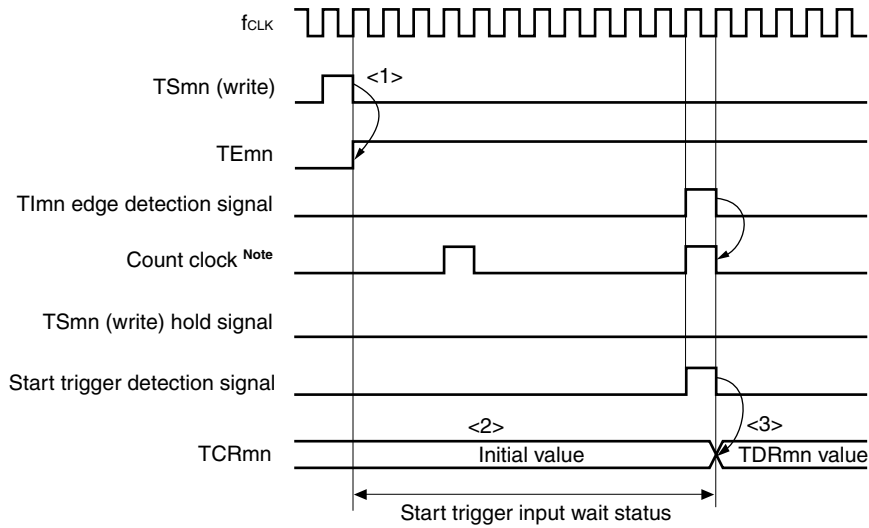 fCLK
TSmn (write)
<1>
TEmn
TImn edge detection signal
Count clock Note
TSmn (write) hold signal
Start trigger detection signal
<2>
<3>
TCRmn
Initial value
TDRmn value
Start trigger input wait status